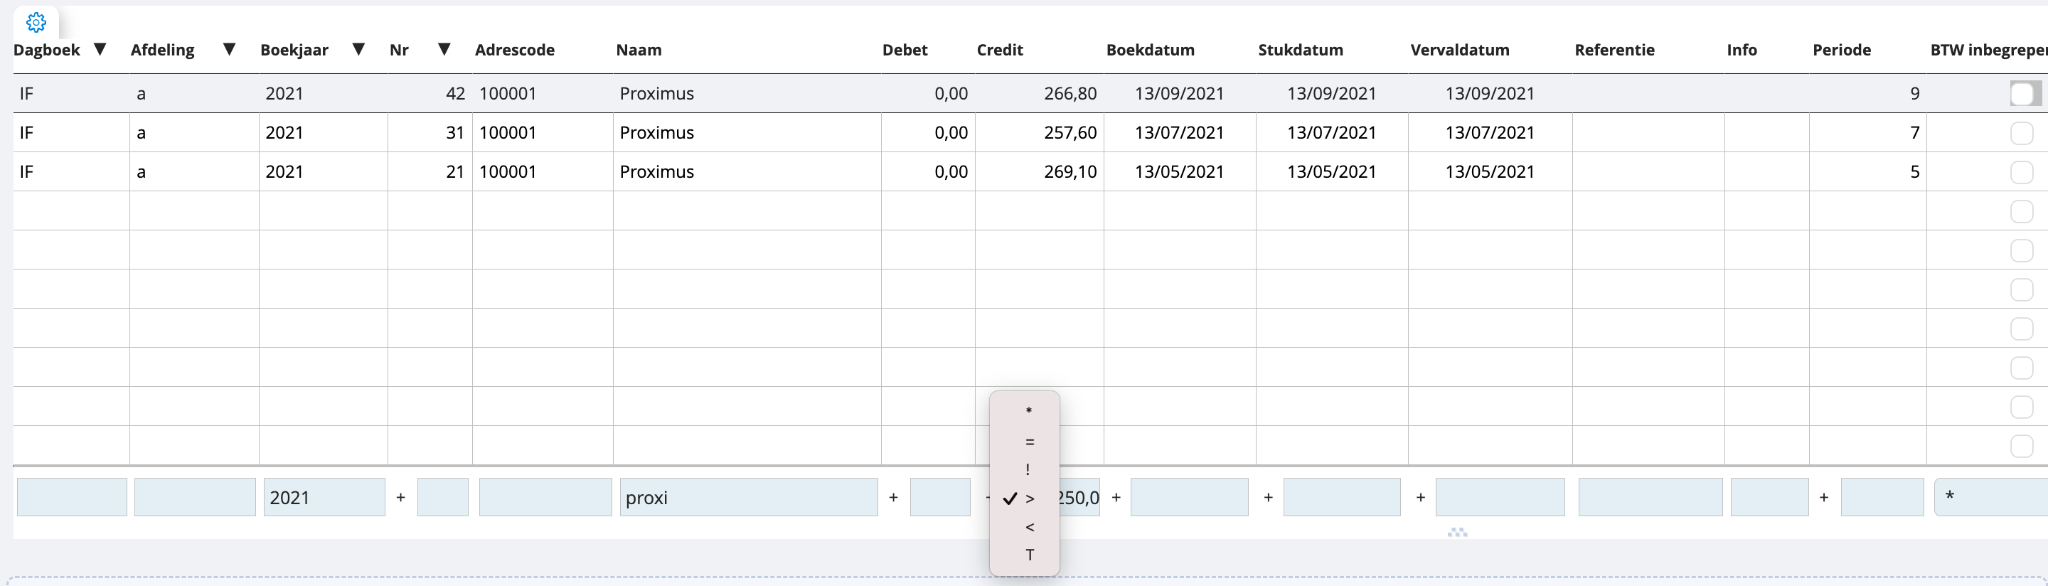 Dagboek ▼ Afdeling ▼ Boekjaar ▼ Nr ▼ Adrescode Naam Debet Credit Boekdatum Stukdatum Vervaldatum Referentie Info Periode BTW inbegrepen
IF a 2021 42 100001 Proximus 0,00 266,80 13/09/2021 13/09/2021 13/09/2021 9
IF a 2021 31 100001 Proximus 0,00 257,60 13/07/2021 13/07/2021 13/07/2021 7
IF a 2021 21 100001 Proximus 0,00 269,10 13/05/2021 13/05/2021 13/05/2021 5
*
=
!
2021 + proxi + ✓ > 250,0 + + + + *
<
T